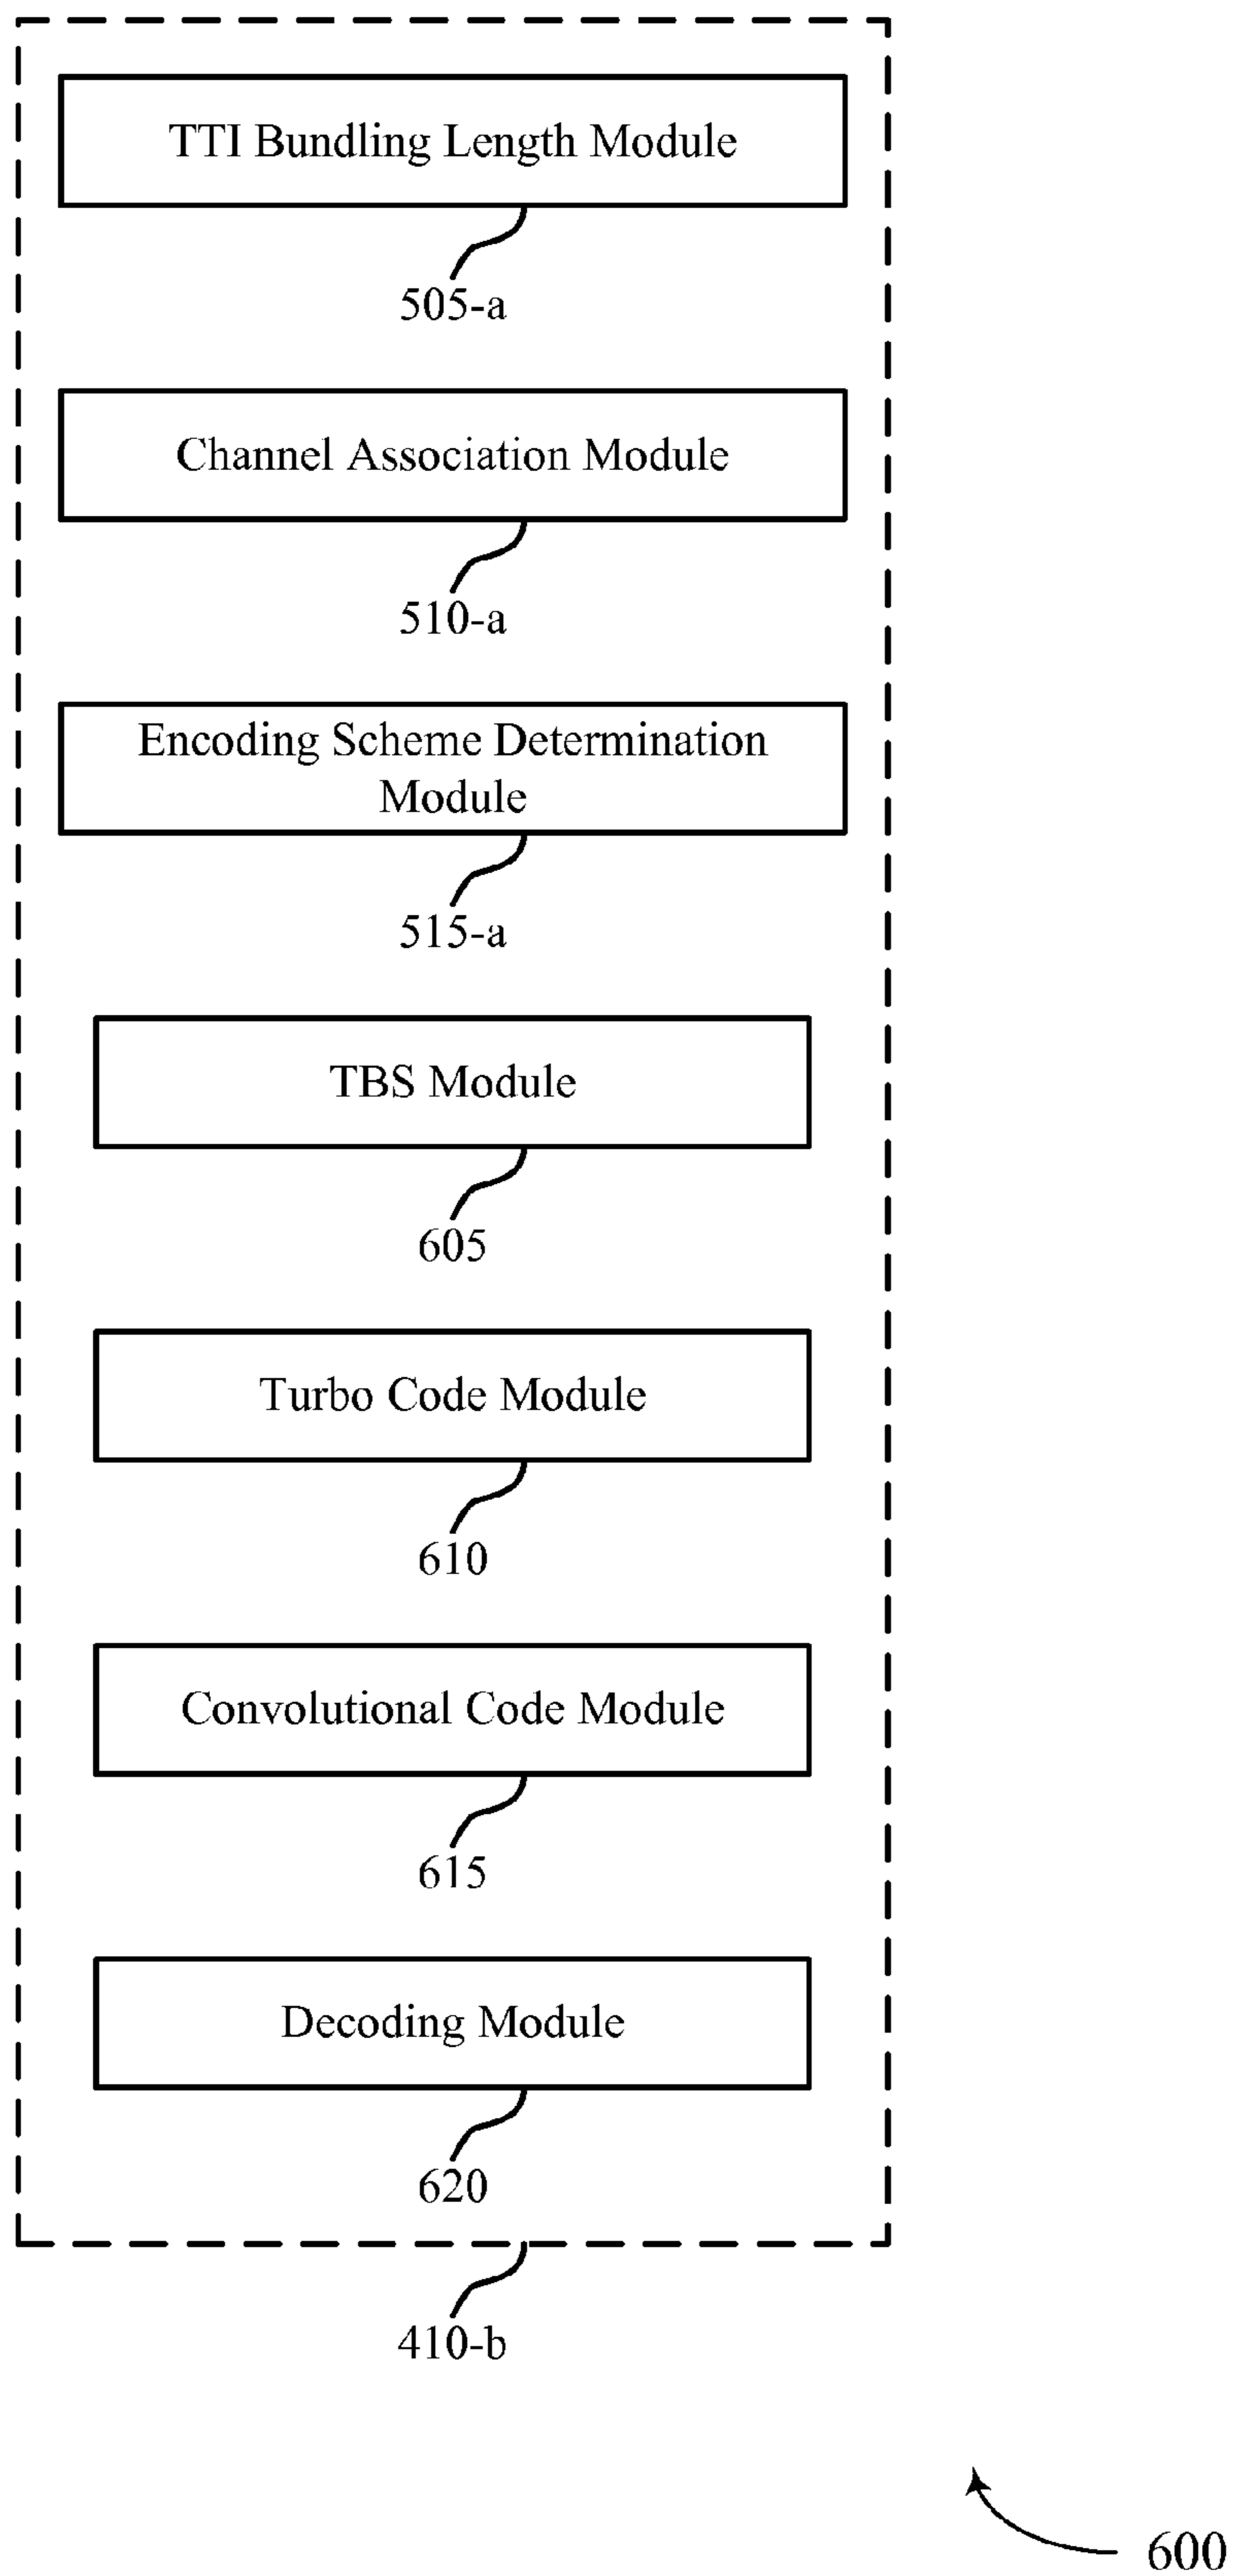 TTI Bundling Length Module
505-a
Channel Association Module
510-a
Encoding Scheme Determination
Module
515-a
TBS Module
605
Turbo Code Module
610
Convolutional Code Module
615
Decoding Module
620
410-b
600